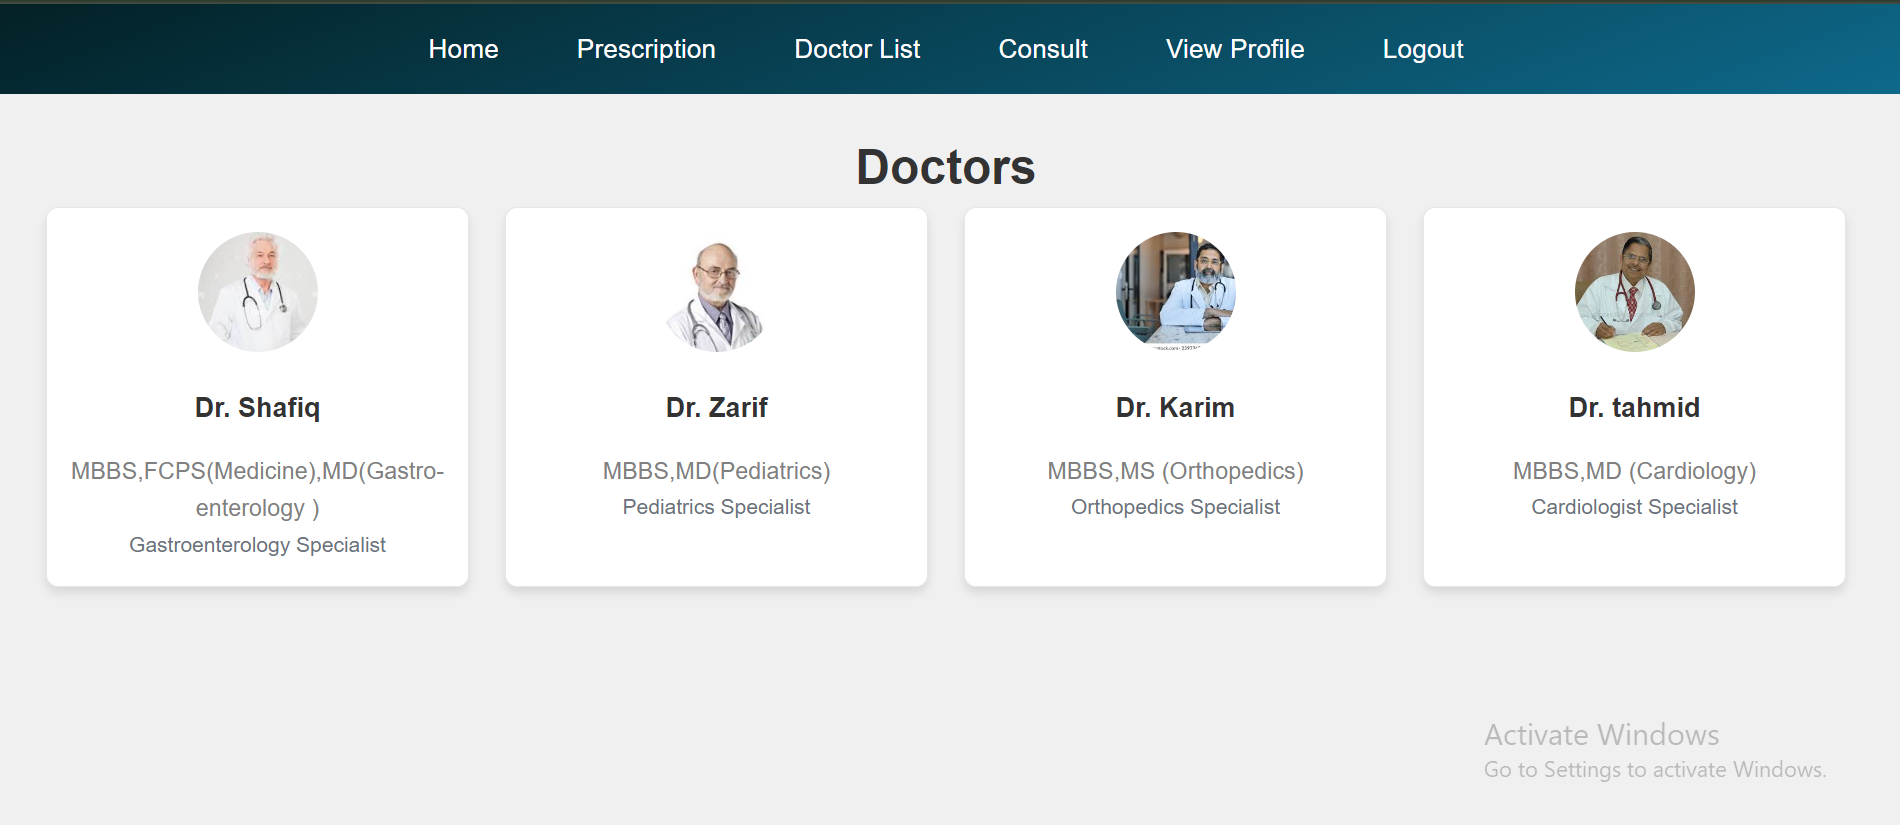 Home Prescription Doctor List Consult View Profile Logout
Doctors
Dr. Shafiq
MBBS,FCPS(Medicine),MD(Gastro-
enterology )
Gastroenterology Specialist
Dr. Zarif
MBBS,MD(Pediatrics)
Pediatrics Specialist
Dr. Karim
MBBS,MS (Orthopedics)
Orthopedics Specialist
Dr. tahmid
MBBS,MD (Cardiology)
Cardiologist Specialist
Activate Windows
Go to Settings to activate Windows.